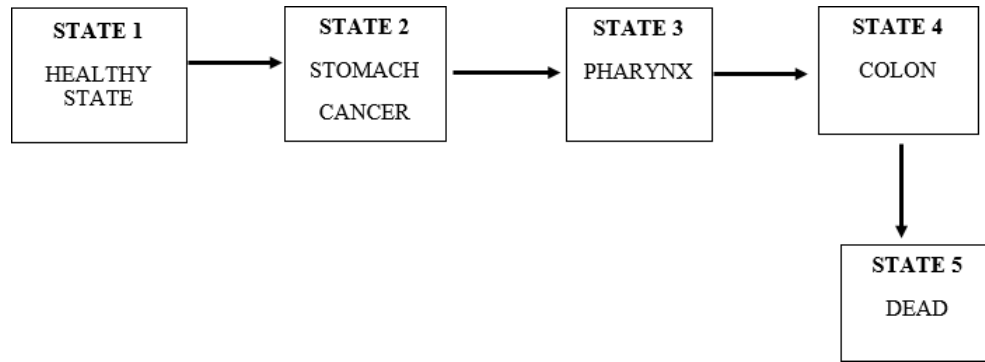 STATE 1
HEALTHY
STATE
STATE 2
STOMACH
CANCER
STATE 3
PHARYNX
STATE 4
COLON
STATE 5
DEAD